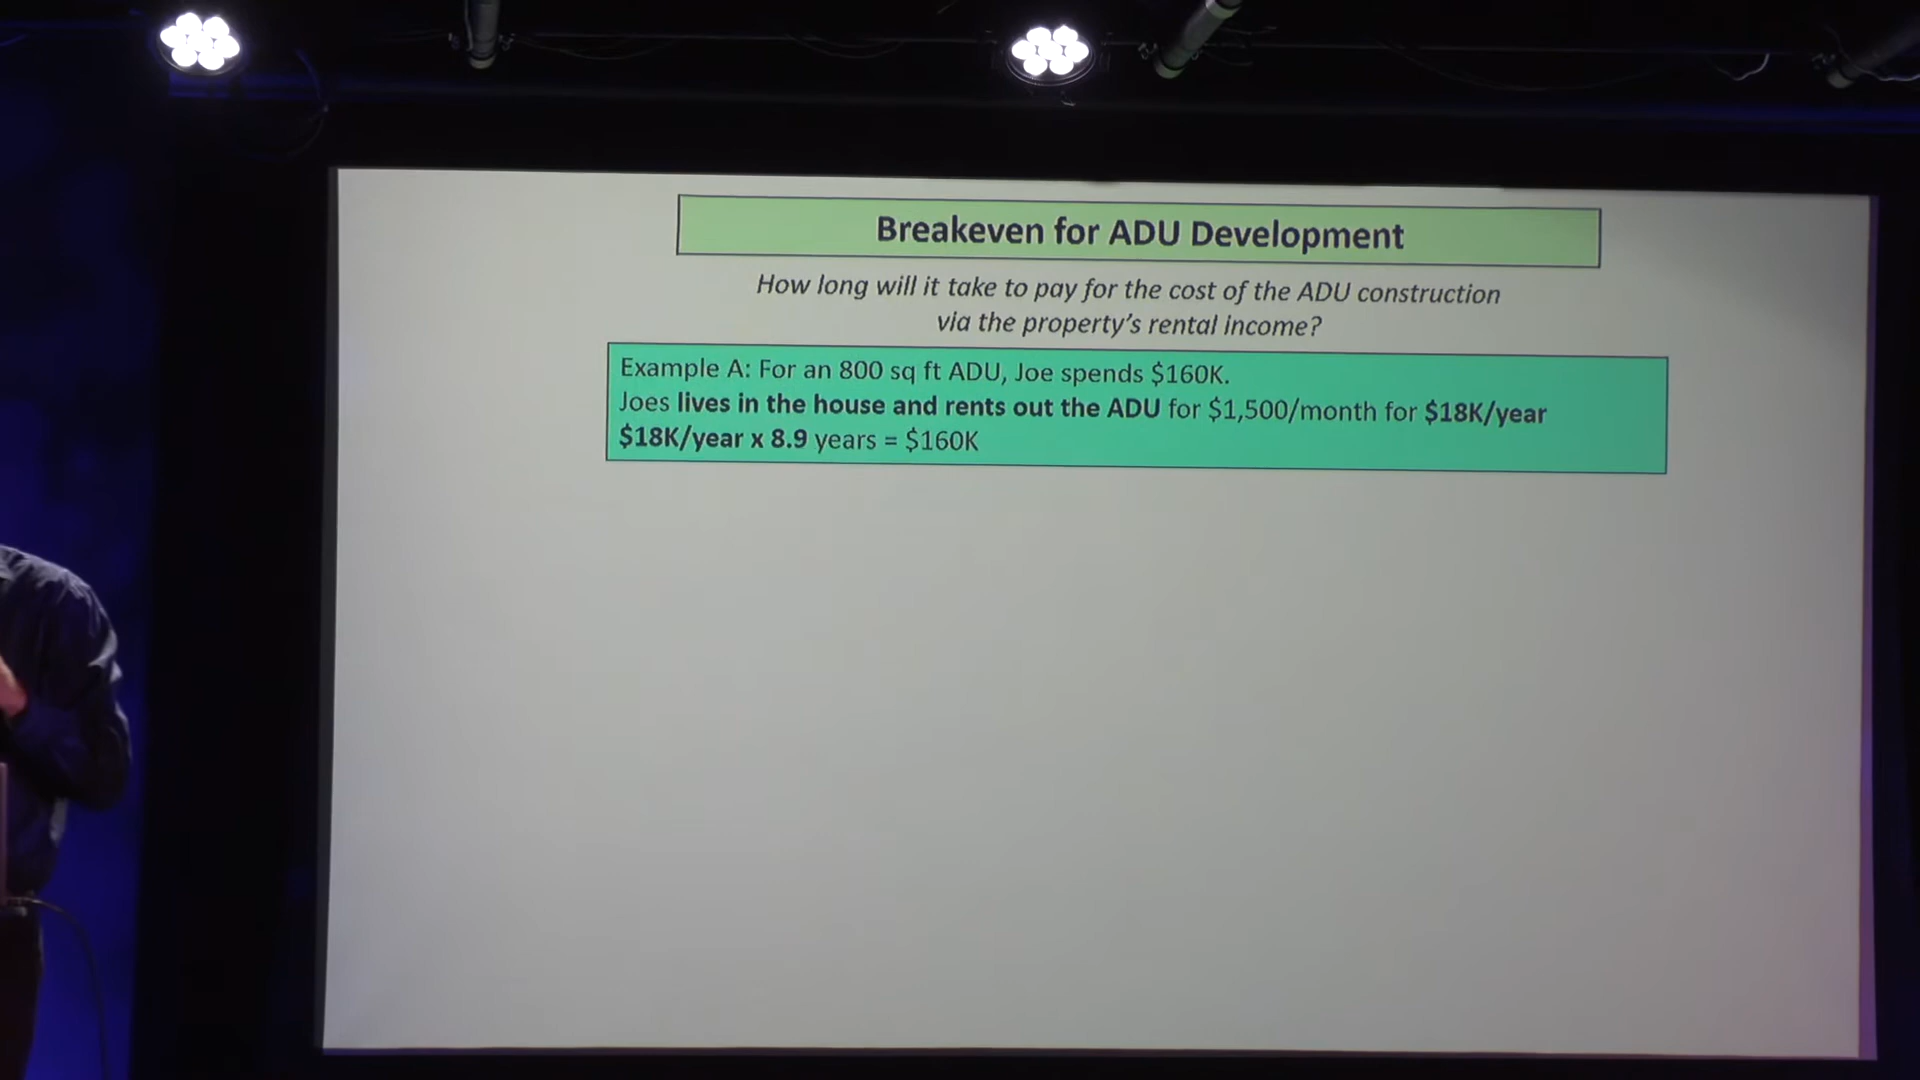 Breakeven for ADU Development
How long will it take to pay for the cost of the ADU construction
via the property's rental income?
Example A: For an 800 sq ft ADU, Joe spends $160K.
Joes lives in the house and rents out the ADU for $1,500/month for $18K/year
$18K/year x 8.9 years = $160K